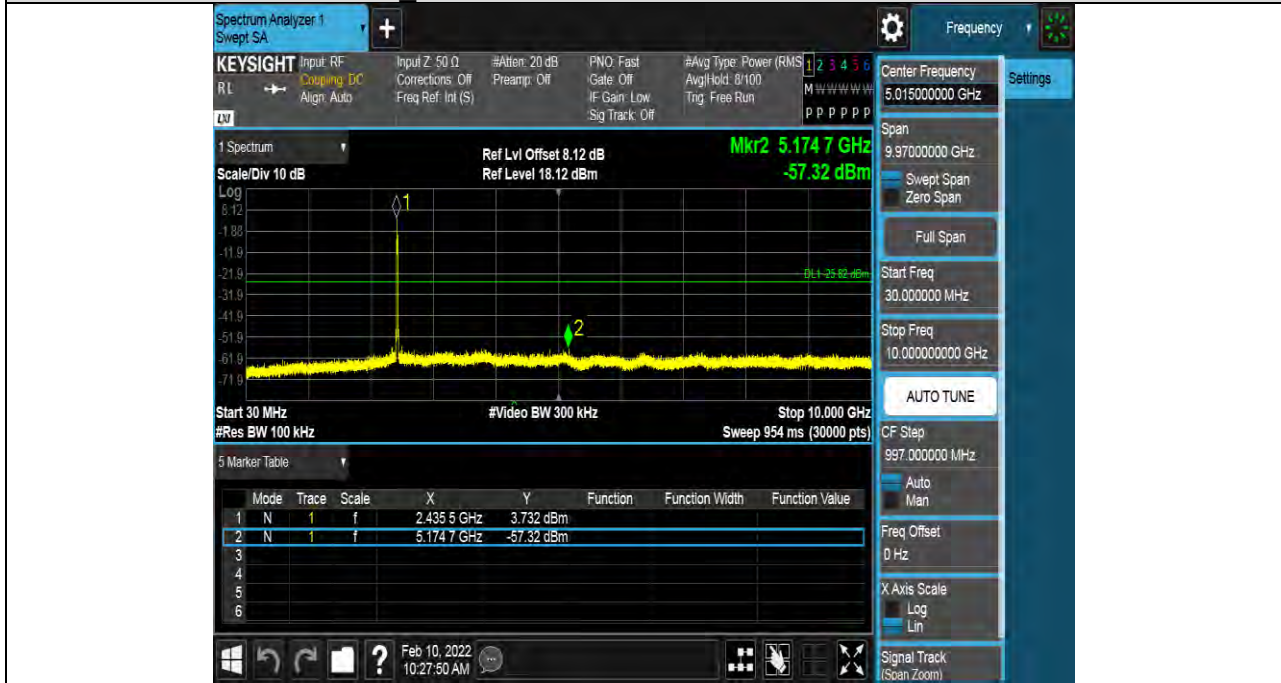 Spectrum Analyzer 1
Swept SA
+
Frequency
KEYSIGHT
RL
LXI
Input: RF
Coupling: DC
Align: Auto
Input Z: 50 Ω
Corrections: Off
Freq Ref: Int (S)
#Atten: 20 dB
Preamp: Off
PNO: Fast
Gate: Off
IF Gain: Low
Sig Track: Off
#Avg Type: Power (RMS
Avg|Hold: 8/100
Trig: Free Run
1 2 3 4 5 6
M W W W W W
P P P P P P
Center Frequency
5.015000000 GHz
Settings
1 Spectrum
Scale/Div 10 dB
Ref Lvl Offset 8.12 dB
Ref Level 18.12 dBm
Mkr2 5.174 7 GHz
-57.32 dBm
Span
9.97000000 GHz
Swept Span
Zero Span
Full Span
Log
8.12
-1.88
-11.9
-21.9
-31.9
-41.9
-51.9
-61.9
-71.9
1
2
DL1 -25.82 dBm
Start Freq
30.000000 MHz
Stop Freq
10.000000000 GHz
AUTO TUNE
Start 30 MHz
#Res BW 100 kHz
#Video BW 300 kHz
Stop 10.000 GHz
Sweep 954 ms (30000 pts)
CF Step
997.000000 MHz
Auto
Man
5 Marker Table
Mode Trace Scale X Y Function Function Width Function Value
1 N 1 f 2.435 5 GHz 3.732 dBm
2 N 1 f 5.174 7 GHz -57.32 dBm
3
4
5
6
Freq Offset
0 Hz
X Axis Scale
Log
Lin
Signal Track
(Span Zoom)
?
Feb 10, 2022
10:27:50 AM